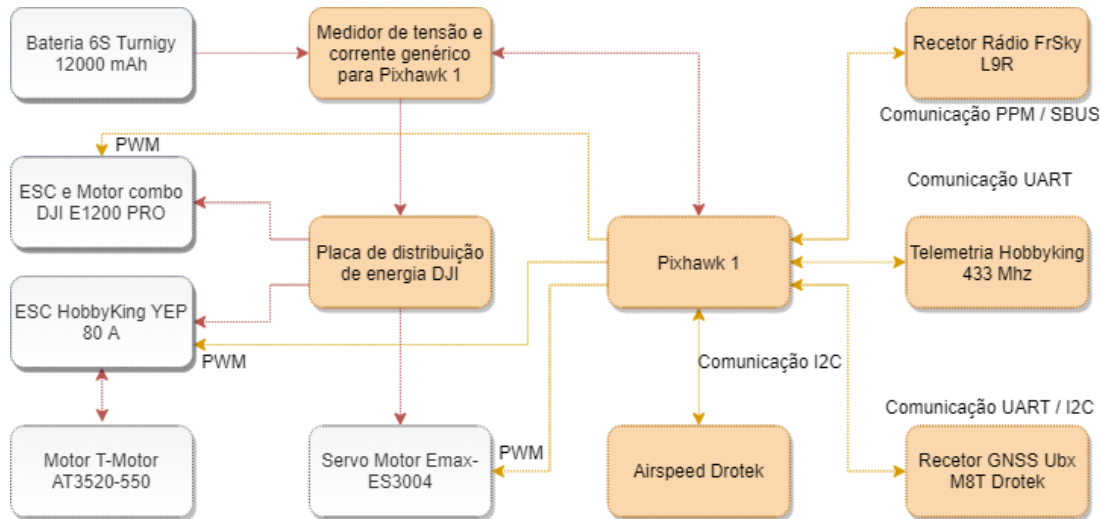 Bateria 6S Turnigy
12000 mAh
Medidor de tensão e
corrente genérico
para Pixhawk 1
Recetor Rádio FrSky
L9R
Comunicação PPM / SBUS
PWM
ESC e Motor combo
DJI E1200 PRO
Placa de distribuição
de energia DJI
Pixhawk 1
Comunicação UART
Telemetria Hobbyking
433 Mhz
ESC HobbyKing YEP
80 A
PWM
Comunicação I2C
Comunicação UART / I2C
Motor T-Motor
AT3520-550
Servo Motor Emax-
ES3004
PWM
Airspeed Drotek
Recetor GNSS Ubx
M8T Drotek